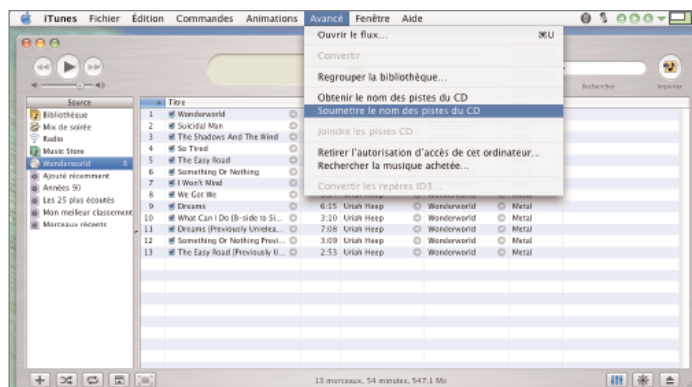 iTunes Fichier Édition Commandes Animations Avancé Fenêtre Aide
Ouvrir le flux... ⌘U
Convertir
Regrouper la bibliothèque...
Obtenir le nom des pistes du CD
Soumettre le nom des pistes du CD
Joindre les pistes CD
Retirer l'autorisation d'accès de cet ordinateur...
Rechercher la musique achetée...
Convertir les repères ID3...
Rechercher Importer
Source
Bibliothèque
Mix de soirée
Radio
Music Store
Wonderworld
Ajouté récemment
Années 90
Les 25 plus écoutés
Mon meilleur classement
Morceaux récents
Titre
1 Wonderworld
2 Suicidal Man
3 The Shadows And The Wind
4 So Tired
5 The Easy Road
6 Something Or Nothing
7 I Won't Mind
8 We Got We
9 Dreams 6:15 Uriah Heep Wonderworld Metal
10 What Can I Do [B-side to Si... 3:10 Uriah Heep Wonderworld Metal
11 Dreams [Previously Unrelea... 7:08 Uriah Heep Wonderworld Metal
12 Something Or Nothing Previ... 3:09 Uriah Heep Wonderworld Metal
13 The Easy Road [Previously U... 2:53 Uriah Heep Wonderworld Metal
13 morceaux, 54 minutes, 547,1 Mo